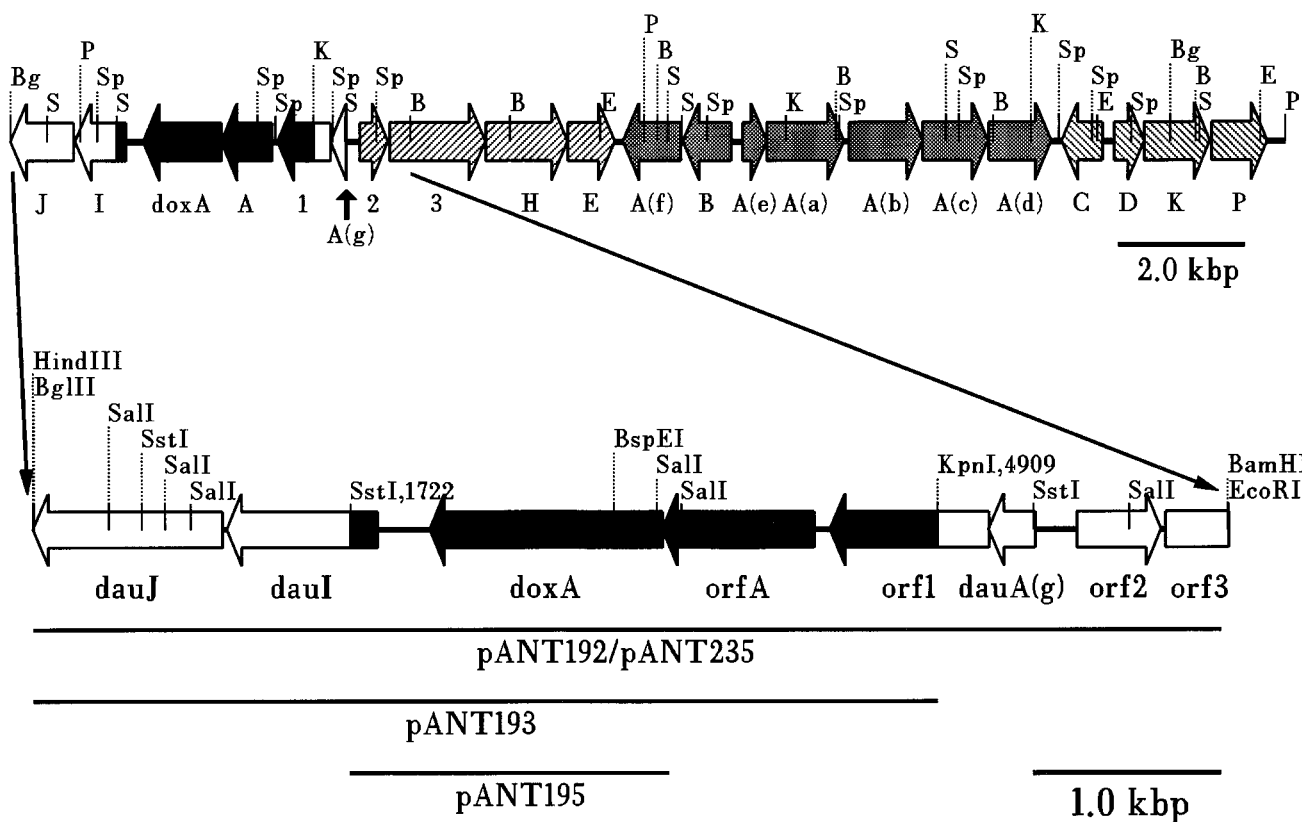 P K
K P B Sp Bg
P K Sp B S B S Sp B E
Bg Sp Sp Sp Sp S Sp Sp
S S Sp S B B E S Sp K Sp B E Sp S P
J I doxA A 1 2 3 H E A(f) B A(e) A(a) A(b) A(c) A(d) C D K P
A(g)
2.0 kbp
HindIII
BglII
SalI
SstI
SalI
SalI
SstI,1722
BspEI
SalI
SalI
KpnI,4909
SstI
SalI
BamHI
EcoRI
dauJ dauI doxA orfA orf1 dauA(g) orf2 orf3
pANT192/pANT235
pANT193
pANT195
1.0 kbp